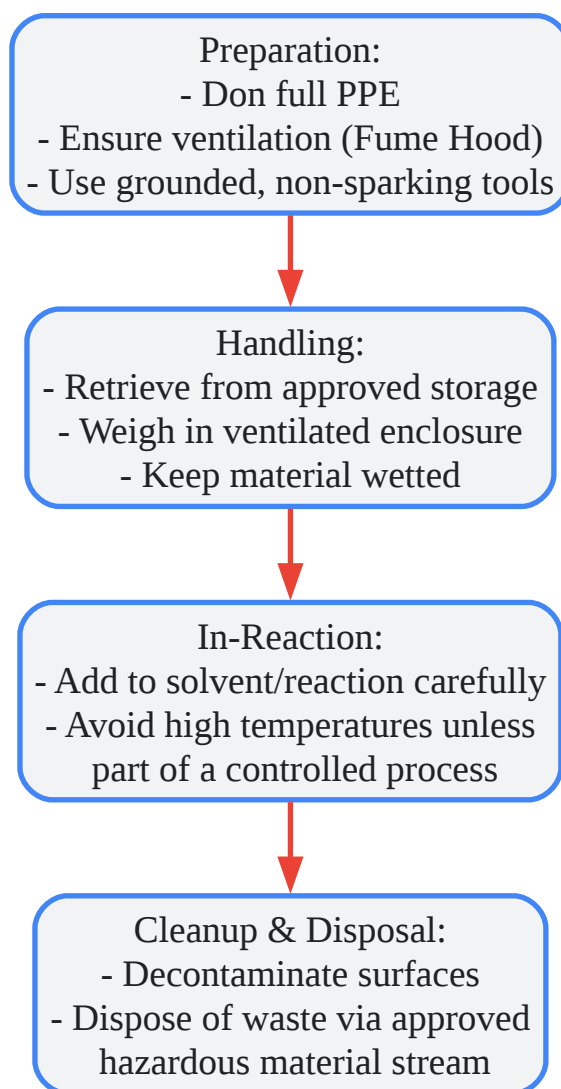 Preparation:
- Don full PPE
- Ensure ventilation (Fume Hood)
- Use grounded, non-sparking tools
Handling:
- Retrieve from approved storage
- Weigh in ventilated enclosure
- Keep material wetted
In-Reaction:
- Add to solvent/reaction carefully
- Avoid high temperatures unless
part of a controlled process
Cleanup & Disposal:
- Decontaminate surfaces
- Dispose of waste via approved
hazardous material stream